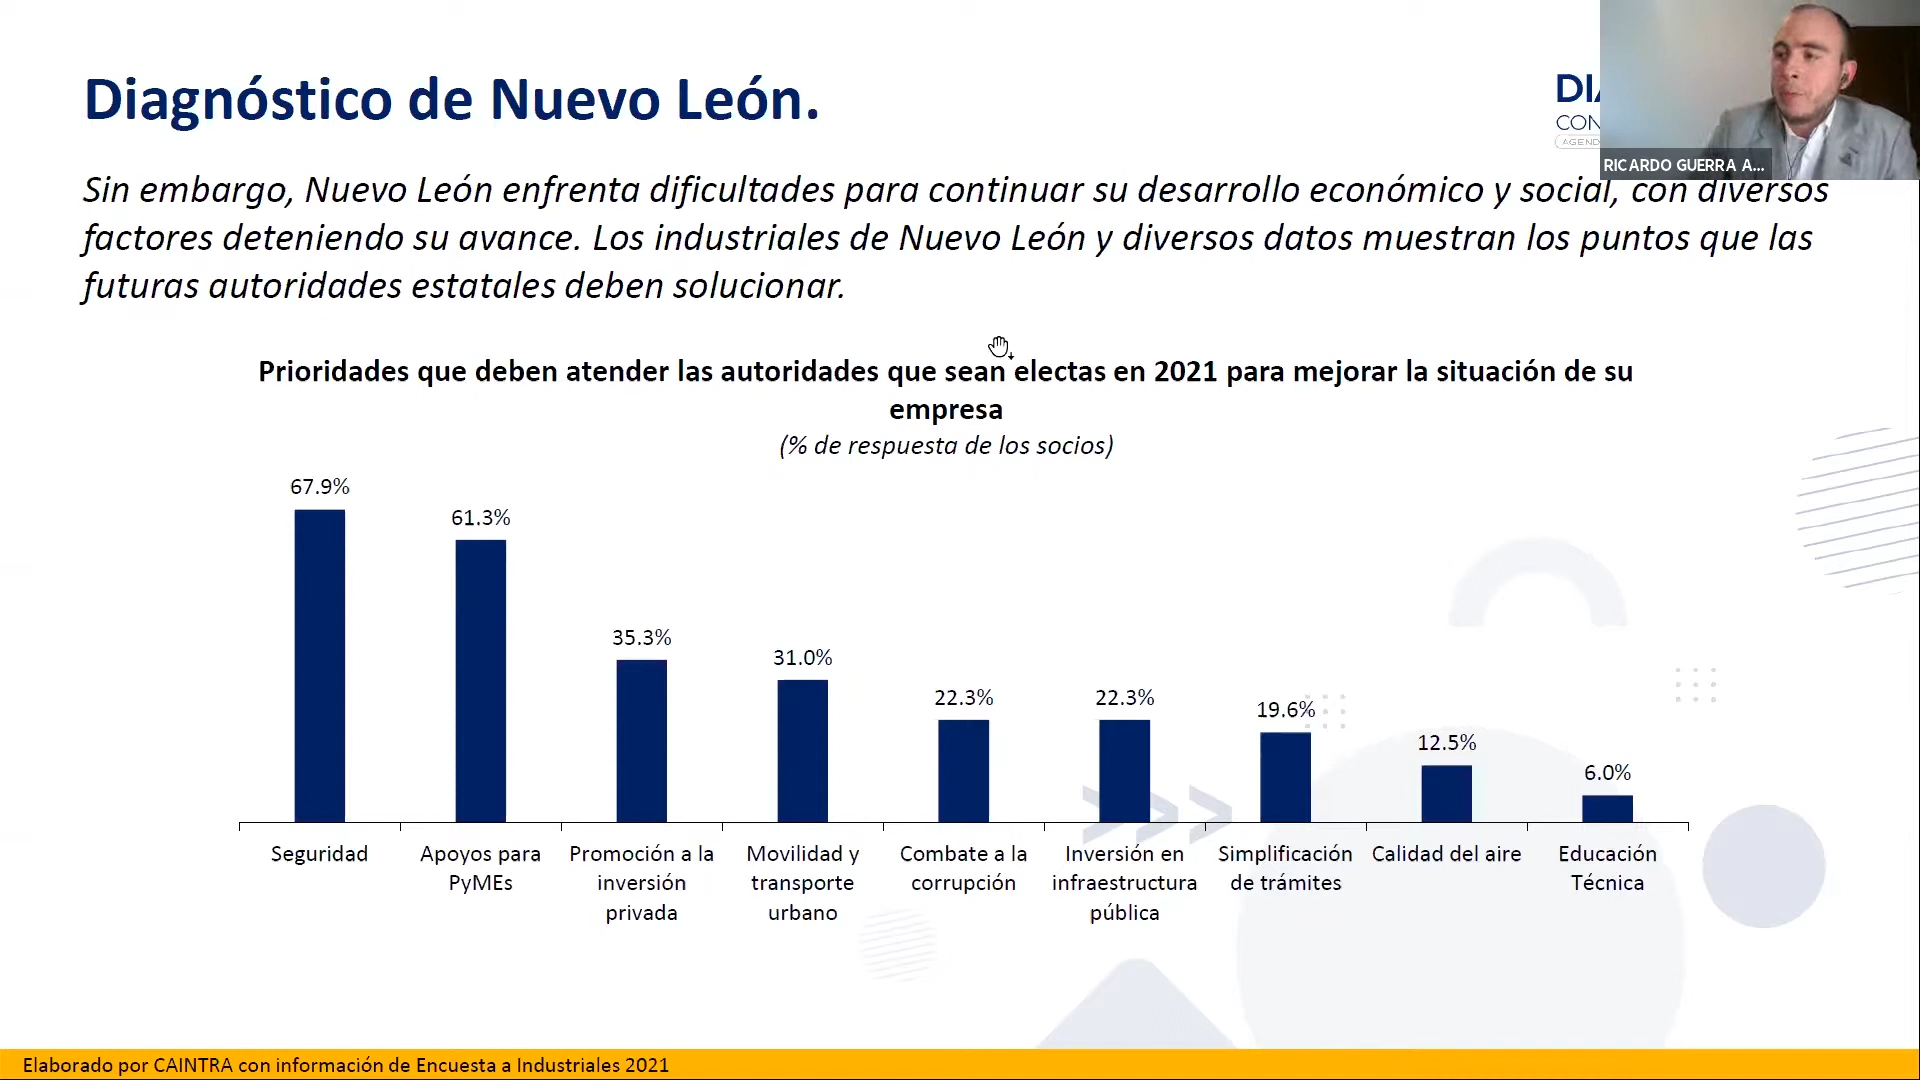 Diagnóstico de Nuevo León.
RICARDO GUERRA A...
Sin embargo, Nuevo León enfrenta dificultades para continuar su desarrollo económico y social, con diversos
factores deteniendo su avance. Los industriales de Nuevo León y diversos datos muestran los puntos que las
futuras autoridades estatales deben solucionar.
Prioridades que deben atender las autoridades que sean electas en 2021 para mejorar la situación de su
empresa
(% de respuesta de los socios)
67.9%
61.3%
35.3%
31.0%
22.3%
22.3%
19.6%
12.5%
6.0%
Seguridad
Apoyos para
PyMEs
Promoción a la
inversión
privada
Movilidad y
transporte
urbano
Combate a la
corrupción
Inversión en
infraestructura
pública
Simplificación
de trámites
Calidad del aire
Educación
Técnica
Elaborado por CAINTRA con información de Encuesta a Industriales 2021